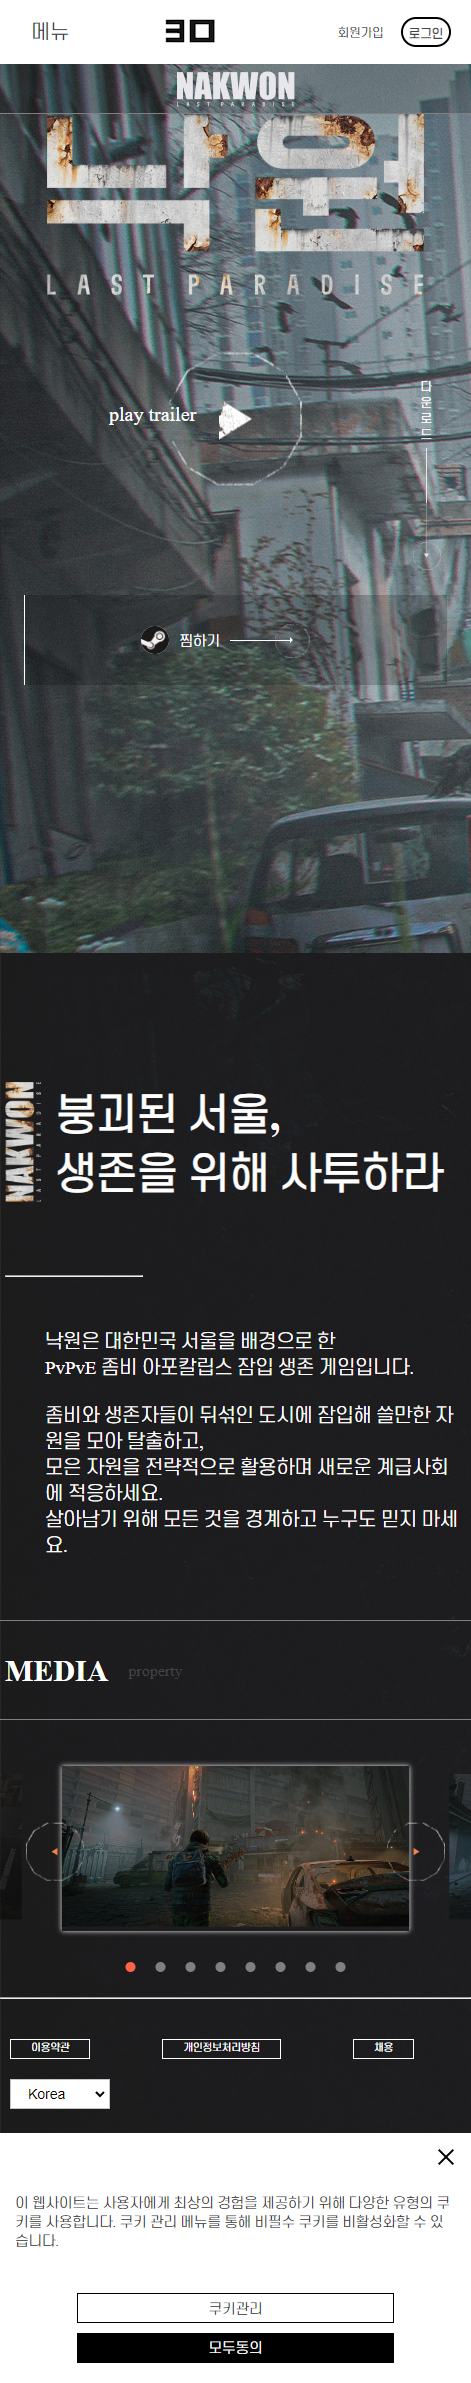 메뉴
30
회원가입
로그인
NAKWON
LAST PARADISE
낙원
LAST PARADISE
play trailer
다운로드
찜하기
NAKWON
LAST PARADISE
붕괴된 서울,
생존을 위해 사투하라
낙원은 대한민국 서울을 배경으로 한
PvPvE 좀비 아포칼립스 잠입 생존 게임입니다.
좀비와 생존자들이 뒤섞인 도시에 잠입해 쓸만한 자
원을 모아 탈출하고,
모은 자원을 전략적으로 활용하며 새로운 계급사회
에 적응하세요.
살아남기 위해 모든 것을 경계하고 누구도 믿지 마세
요.
MEDIA
property
이용약관
개인정보처리방침
채용
Korea
이 웹사이트는 사용자에게 최상의 경험을 제공하기 위해 다양한 유형의 쿠
키를 사용합니다. 쿠키 관리 메뉴를 통해 비필수 쿠키를 비활성화할 수 있
습니다.
쿠키관리
모두동의